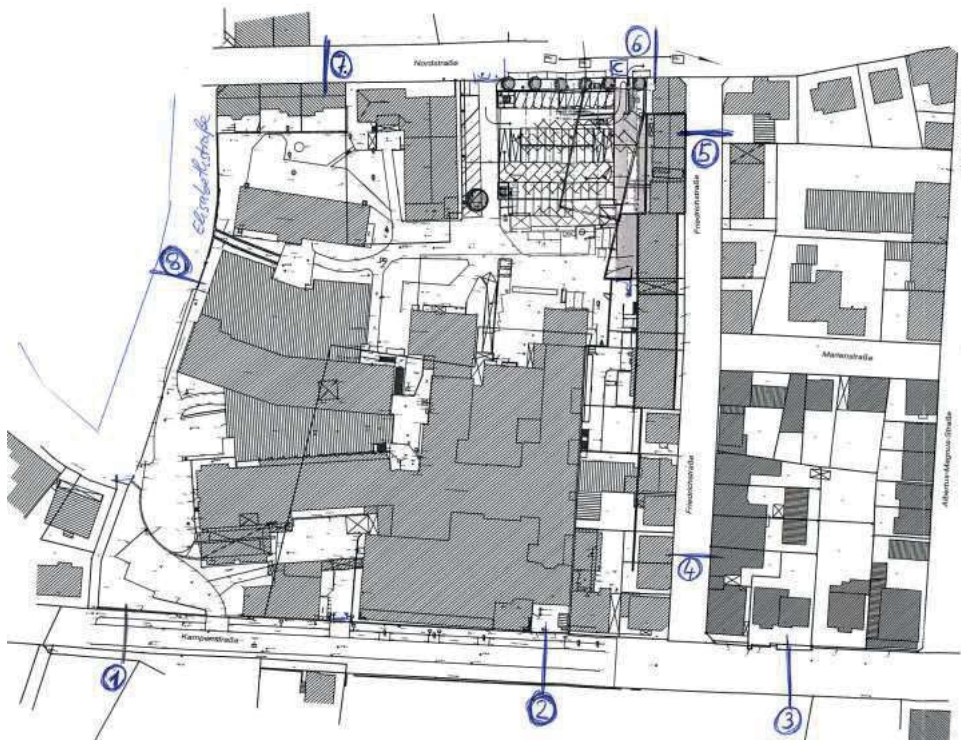 6
7.
Nordstraße
Elisabethstraße
5
Friedrichstraße
8
Marienstraße
Albertus-Magnus-Straße
Friedrichstraße
4
Kampenstraße
1
2
3